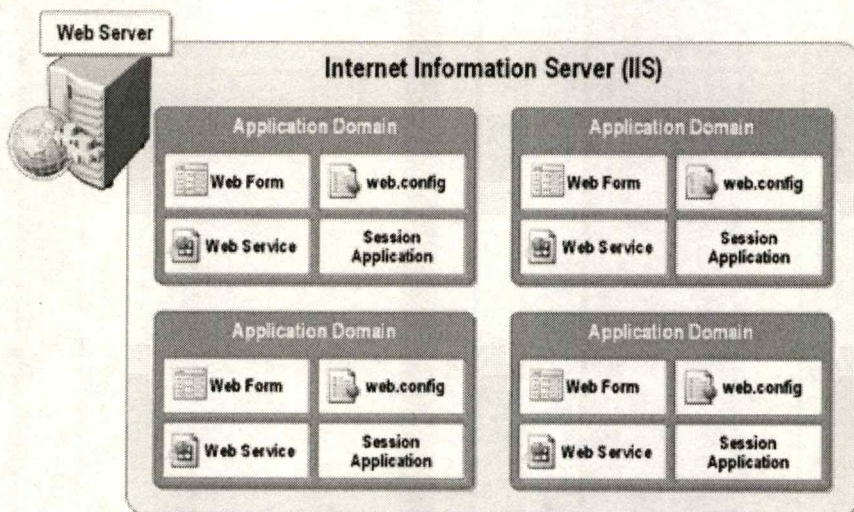 Web Server
Internet Information Server (IIS)
Application Domain
Web Form
web.config
Web Service
Session
Application
Application Domain
Web Form
web.config
Web Service
Session
Application
Application Domain
Web Form
web.config
Web Service
Session
Application
Application Domain
Web Form
web.config
Web Service
Session
Application